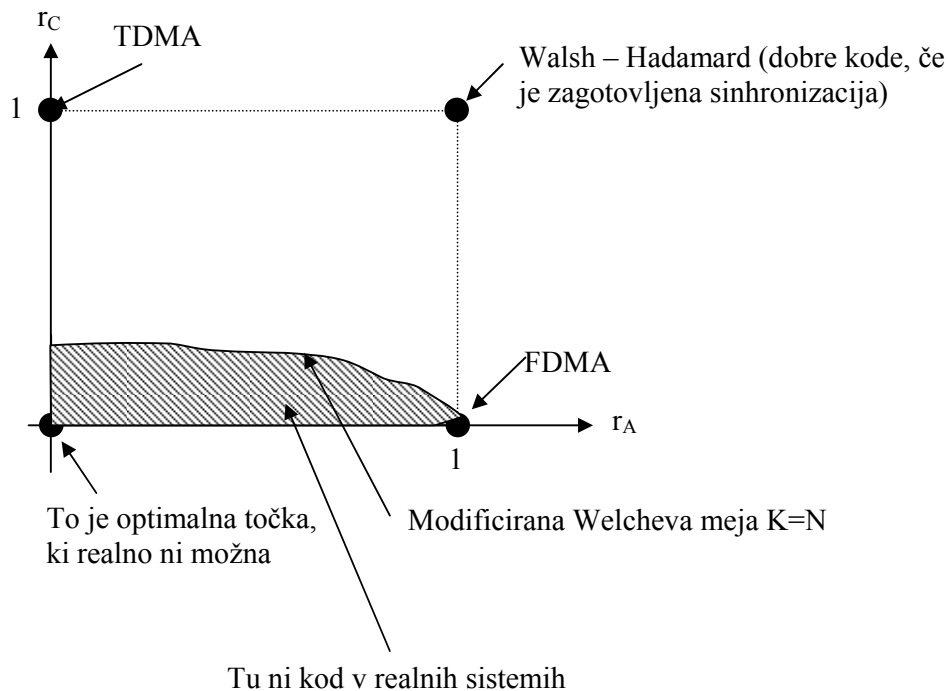 r_C
TDMA
Walsh – Hadamard (dobre kode, če
je zagotovljena sinhronizacija)
1
FDMA
r_A
1
To je optimalna točka,
ki realno ni možna
Modificirana Welcheva meja K=N
Tu ni kod v realnih sistemih